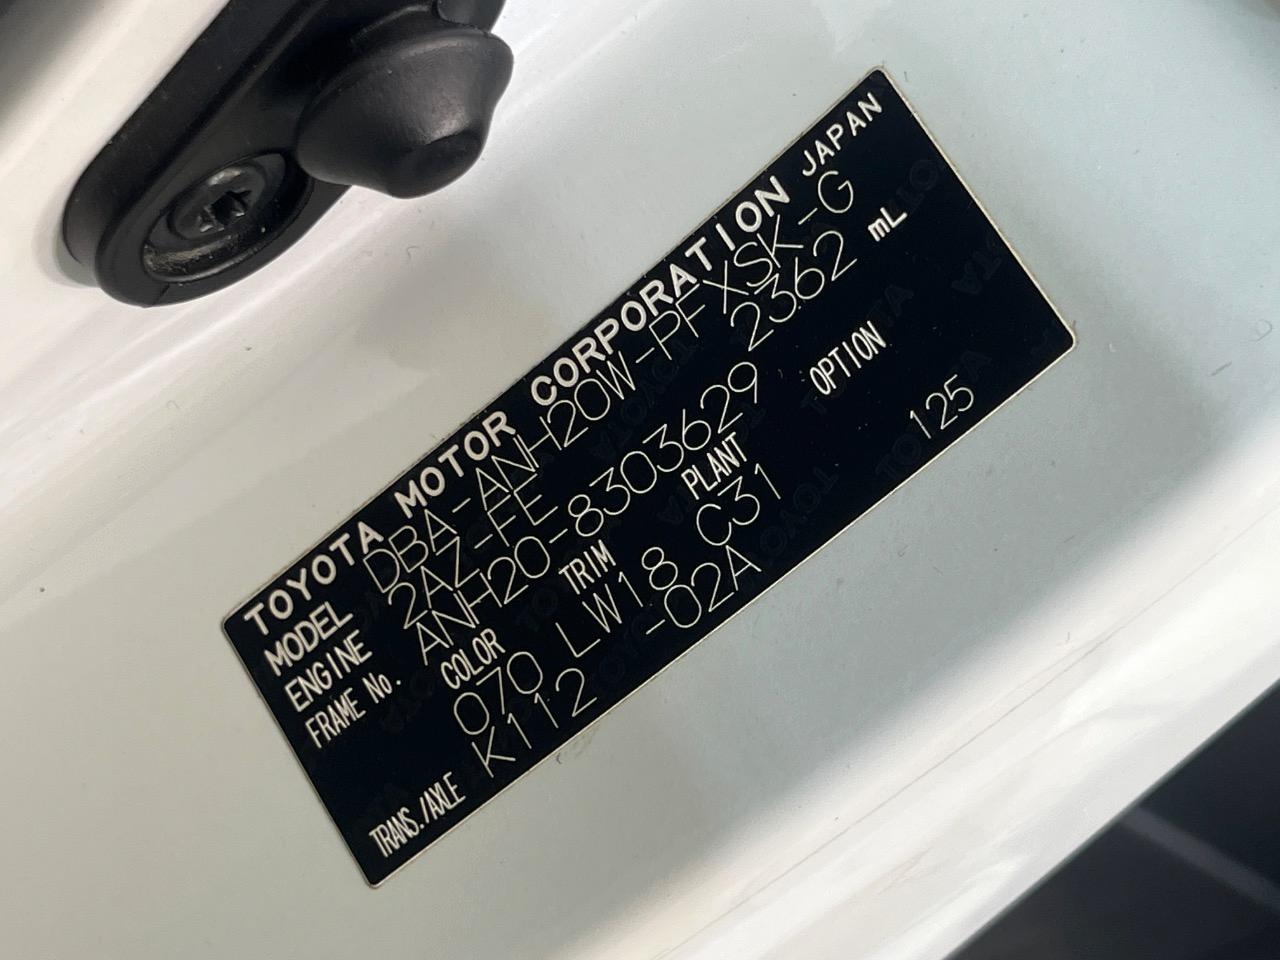 TOYOTA MOTOR CORPORATION JAPAN
MODEL DBA-ANH20W-PFXSK-G
ENGINE 2AZ-FE 2362 mL
FRAME No. ANH20-8303629
COLOR TRIM PLANT OPTION
070 LW18 C31 125
TRANS./AXLE K112 -02A